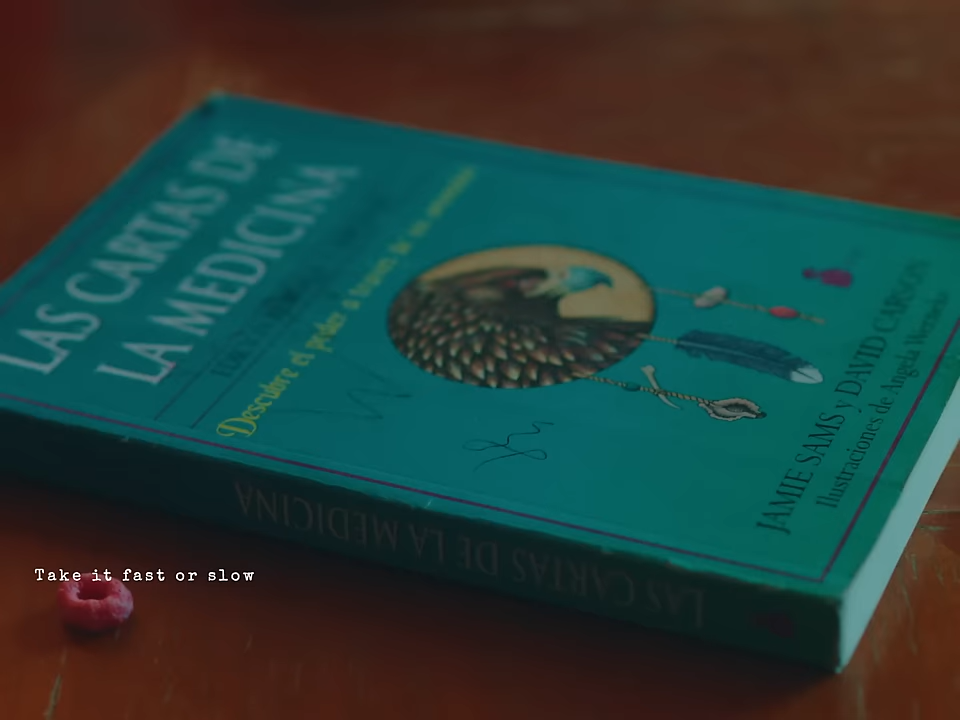 LAS CARTAS DE
LA MEDICINA
Descubre el poder a través de los animales
JAMIE SAMS y DAVID CARSON
Ilustraciones de Angela Werneke
LAS CARTAS DE LA MEDICINA
Take it fast or slow